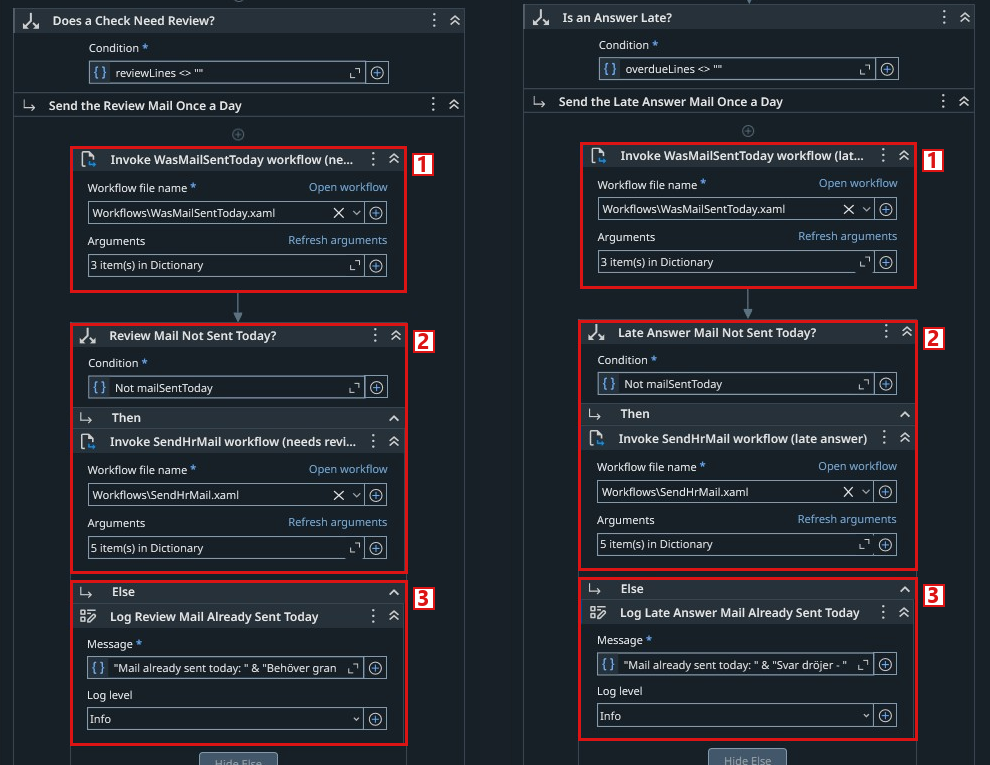 Does a Check Need Review?
Condition *
reviewLines <> ""
Send the Review Mail Once a Day
Invoke WasMailSentToday workflow (ne...
1
Workflow file name *
Open workflow
Workflows\WasMailSentToday.xaml
Arguments
Refresh arguments
3 item(s) in Dictionary
Review Mail Not Sent Today?
2
Condition *
Not mailSentToday
Then
Invoke SendHrMail workflow (needs revi...
Workflow file name *
Open workflow
Workflows\SendHrMail.xaml
Arguments
Refresh arguments
5 item(s) in Dictionary
Else
3
Log Review Mail Already Sent Today
Message *
"Mail already sent today: " & "Behöver gran
Log level
Info
Hide Else
Is an Answer Late?
Condition *
overdueLines <> ""
Send the Late Answer Mail Once a Day
Invoke WasMailSentToday workflow (lat...
1
Workflow file name *
Open workflow
Workflows\WasMailSentToday.xaml
Arguments
Refresh arguments
3 item(s) in Dictionary
Late Answer Mail Not Sent Today?
2
Condition *
Not mailSentToday
Then
Invoke SendHrMail workflow (late answer)
Workflow file name *
Open workflow
Workflows\SendHrMail.xaml
Arguments
Refresh arguments
5 item(s) in Dictionary
Else
3
Log Late Answer Mail Already Sent Today
Message *
"Mail already sent today: " & "Svar dröjer - "
Log level
Info
Hide Else